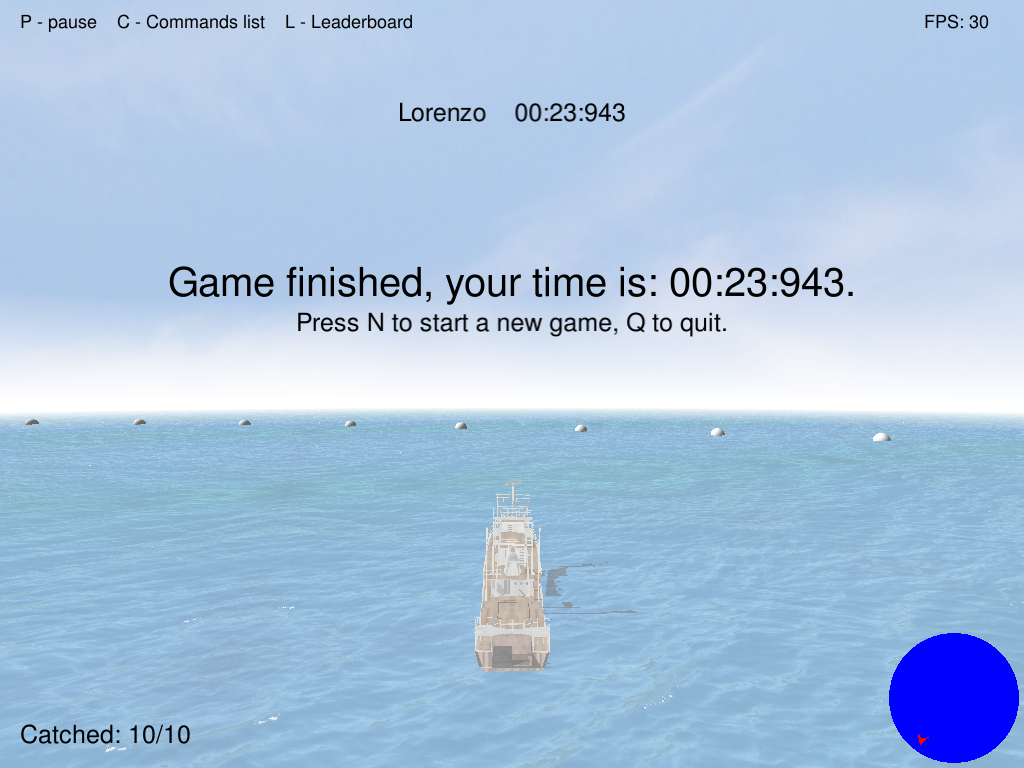 P - pause    C - Commands list    L - Leaderboard    FPS: 30
Lorenzo    00:23:943
Game finished, your time is: 00:23:943.
Press N to start a new game, Q to quit.
Catched: 10/10